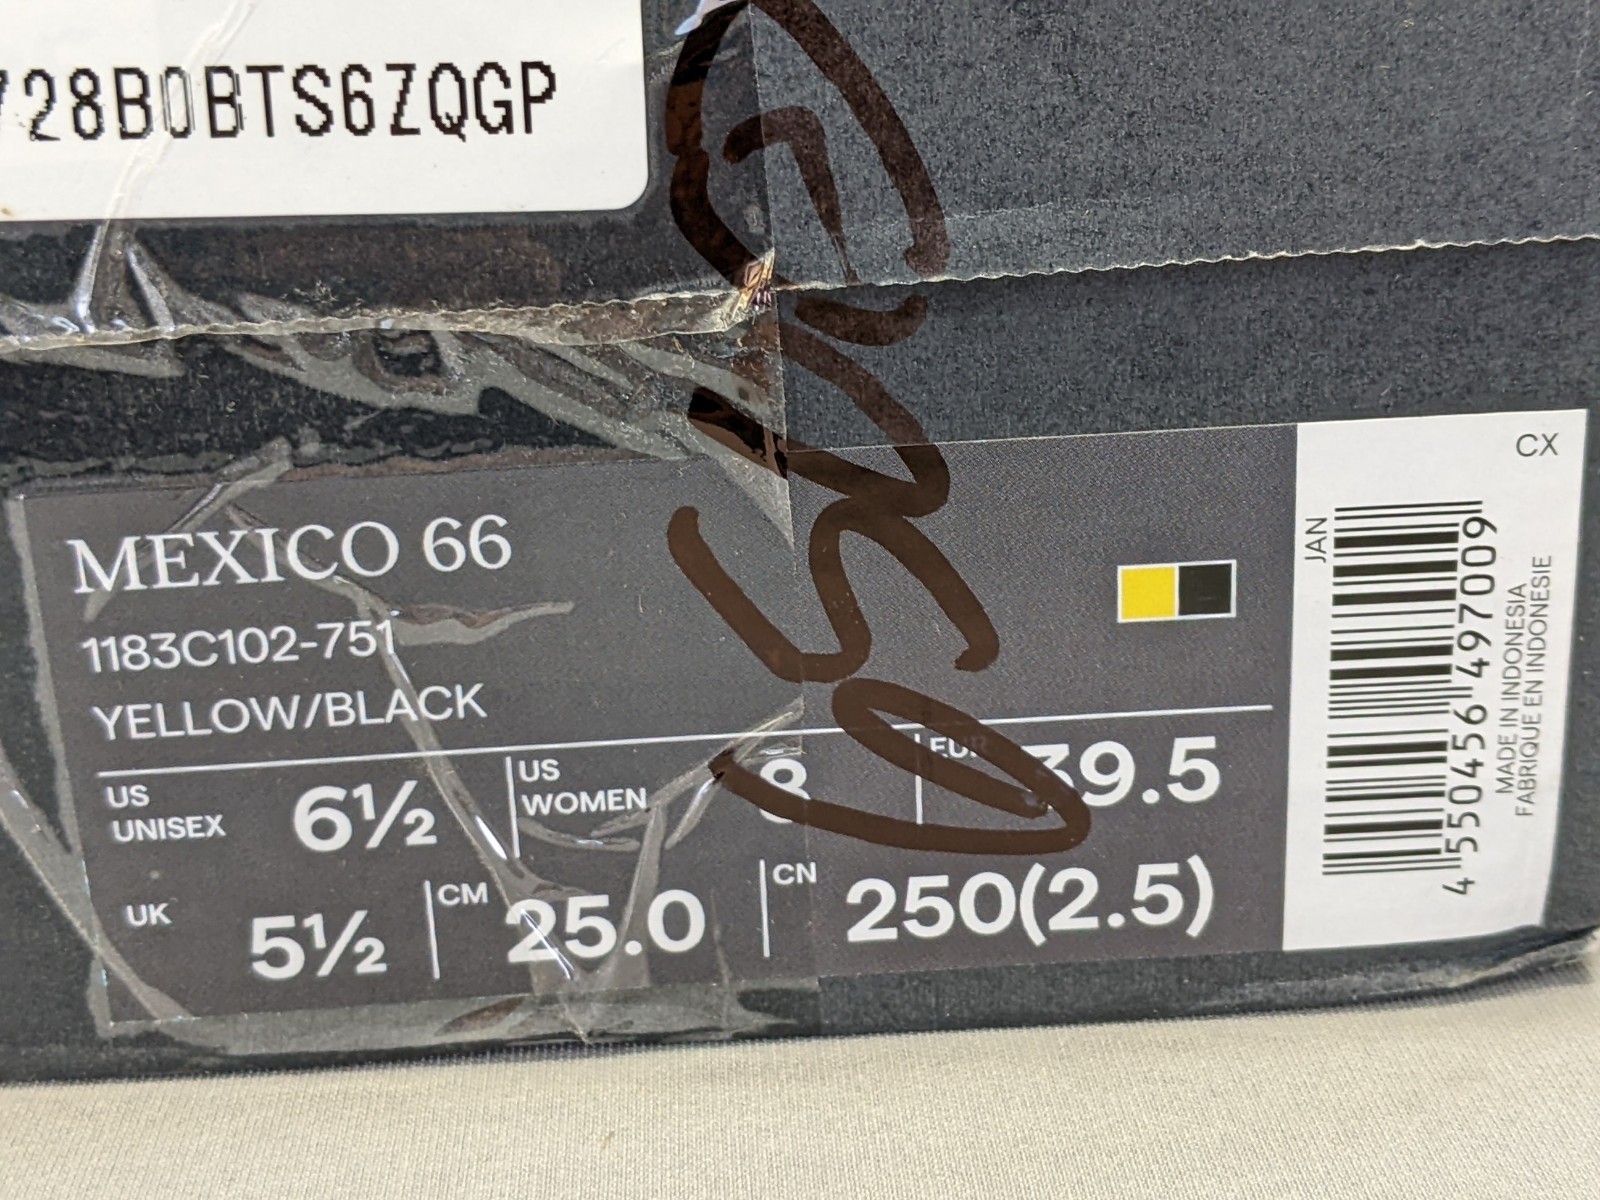 728B0BTS6ZQGP
MEXICO 66
1183C102-751
YELLOW/BLACK
US UNISEX 6½
US WOMEN 8
EUR 39.5
UK 5½
CM 25.0
CN 250(2.5)
CX
JAN
4 550456 497009
MADE IN INDONESIA
FABRIQUE EN INDONESIE